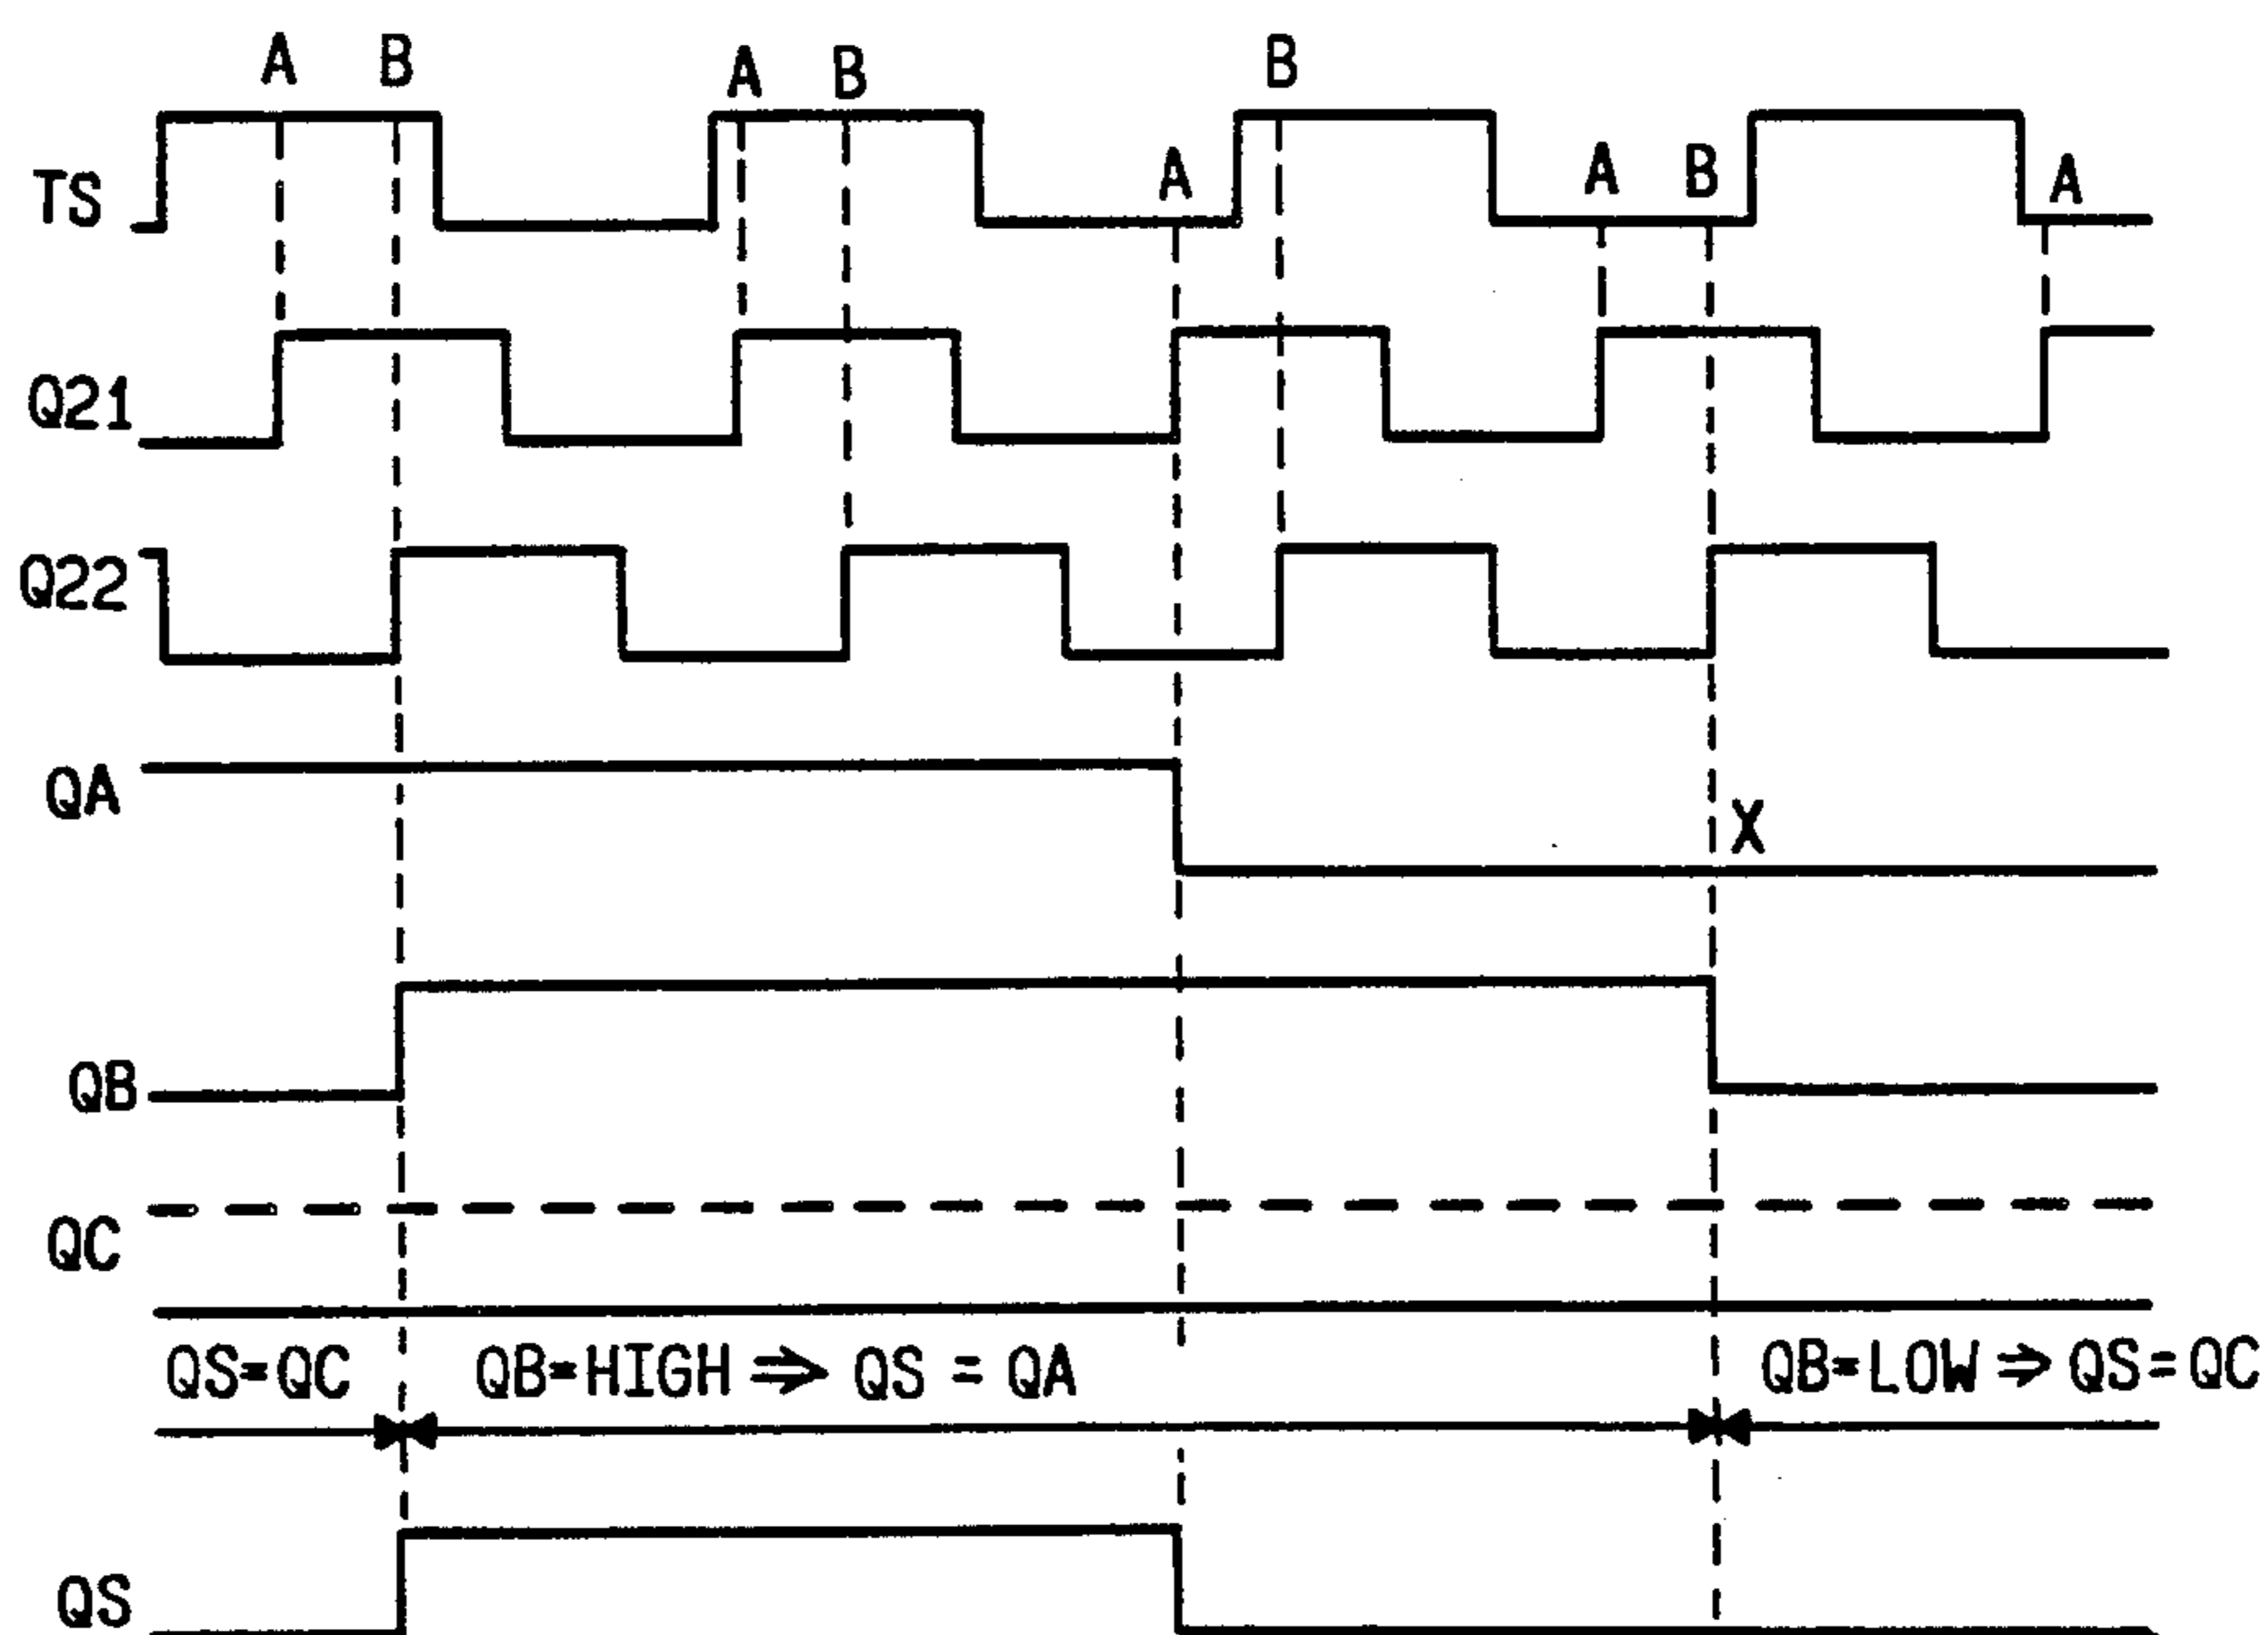 A B A B B
TS A A B A
Q21
Q22
QA
X
QB
QC
QS=QC QB=HIGH ⇒ QS = QA QB=LOW ⇒ QS=QC
QS